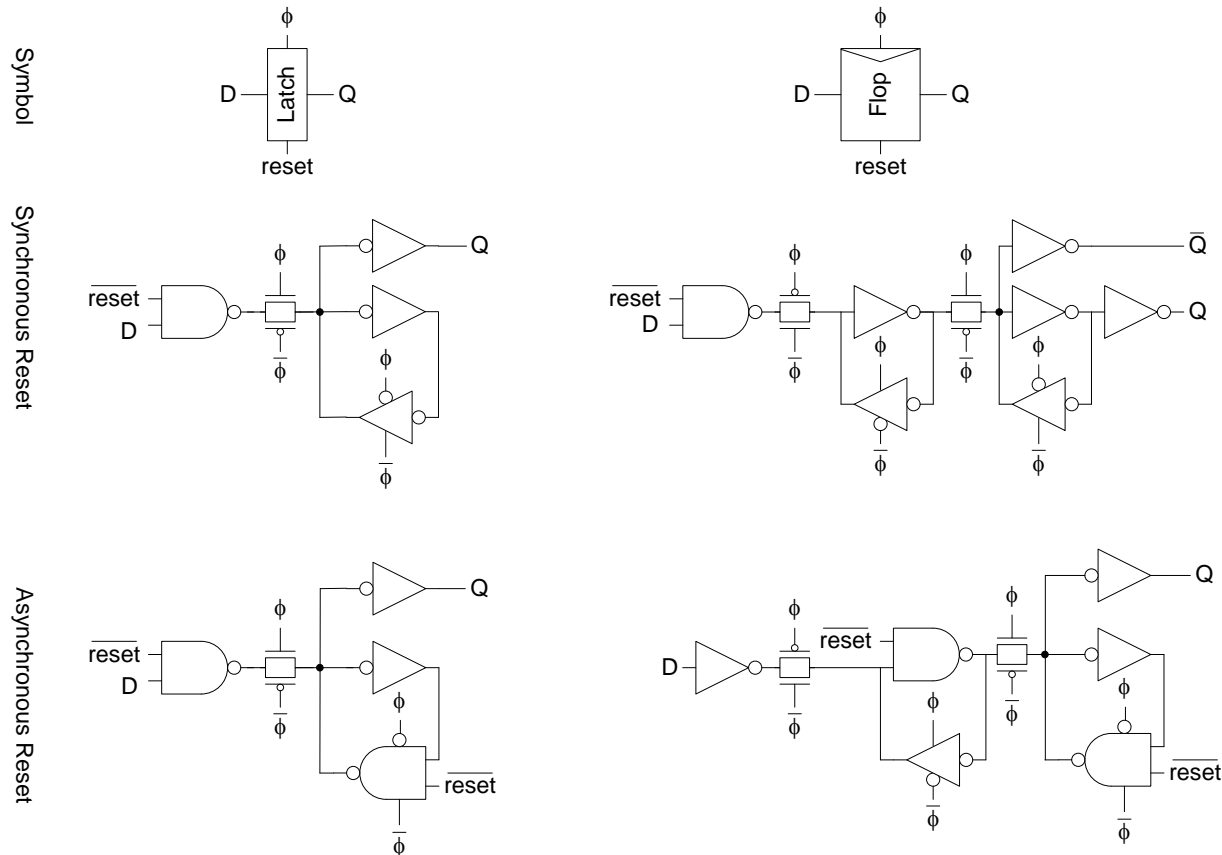 Symbol
ϕ
D
Latch
Q
reset
ϕ
D
Flop
Q
reset
Synchronous Reset
ϕ
Q
reset̅
D
ϕ̅
ϕ
ϕ̅
ϕ
ϕ
Q̅
reset̅
D
Q
ϕ̅
ϕ
ϕ̅
ϕ
ϕ̅
ϕ̅
Asynchronous Reset
ϕ
Q
reset̅
D
ϕ̅
ϕ
reset̅
ϕ̅
ϕ
ϕ
Q
reset̅
D
ϕ̅
ϕ
ϕ̅
ϕ
reset̅
ϕ̅
ϕ̅